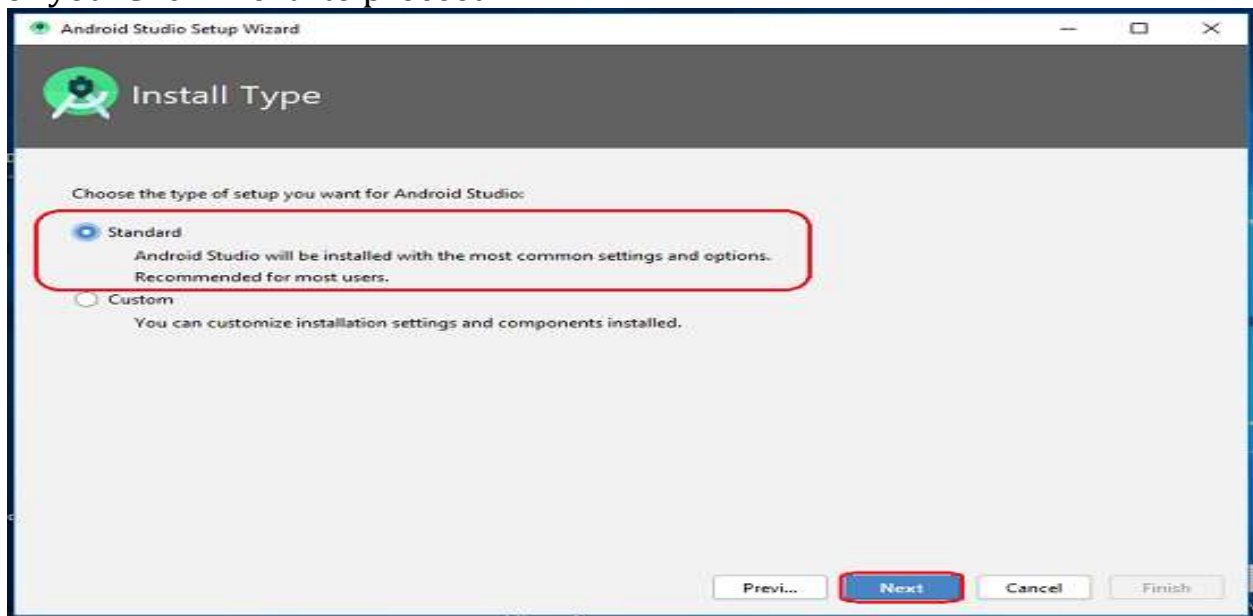 Android Studio Setup Wizard
Install Type
Choose the type of setup you want for Android Studio:
Standard
Android Studio will be installed with the most common settings and options.
Recommended for most users.
Custom
You can customize installation settings and components installed.
Previ... Next Cancel Finish